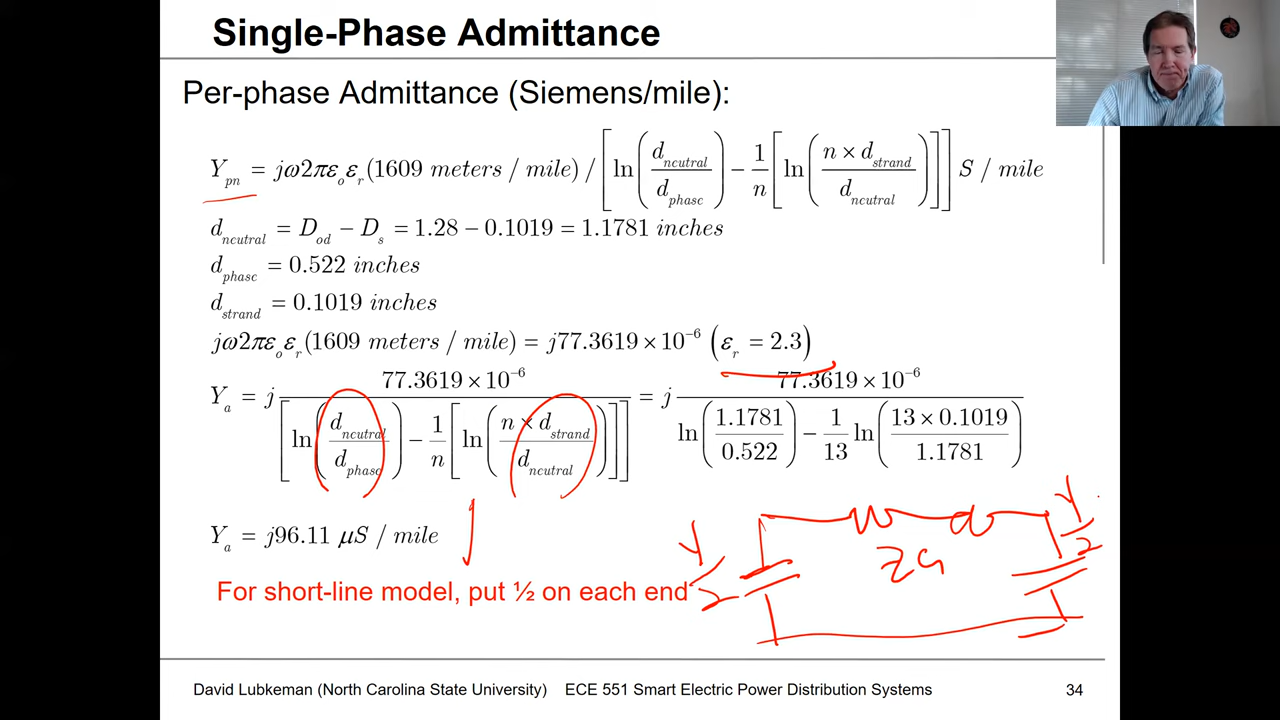 Single-Phase Admittance
Per-phase Admittance (Siemens/mile):
Y_pn = jω2πε_oε_r(1609 meters / mile) / [ln(d_neutral / d_phase) − 1/n [ln(n × d_strand / d_neutral)]] S / mile
d_neutral = D_od − D_s = 1.28 − 0.1019 = 1.1781 inches
d_phase = 0.522 inches
d_strand = 0.1019 inches
jω2πε_oε_r(1609 meters / mile) = j77.3619 × 10^−6 (ε_r = 2.3)
Y_a = j 77.3619 × 10^−6 / [ln(d_neutral / d_phase) − 1/n [ln(n × d_strand / d_neutral)]] = j 77.3619 × 10^−6 / ln(1.1781 / 0.522) − 1/13 ln(13 × 0.1019 / 1.1781)
Y_a = j96.11 μS / mile
For short-line model, put ½ on each end
Y/2
Y/2
David Lubkeman (North Carolina State University) ECE 551 Smart Electric Power Distribution Systems 34